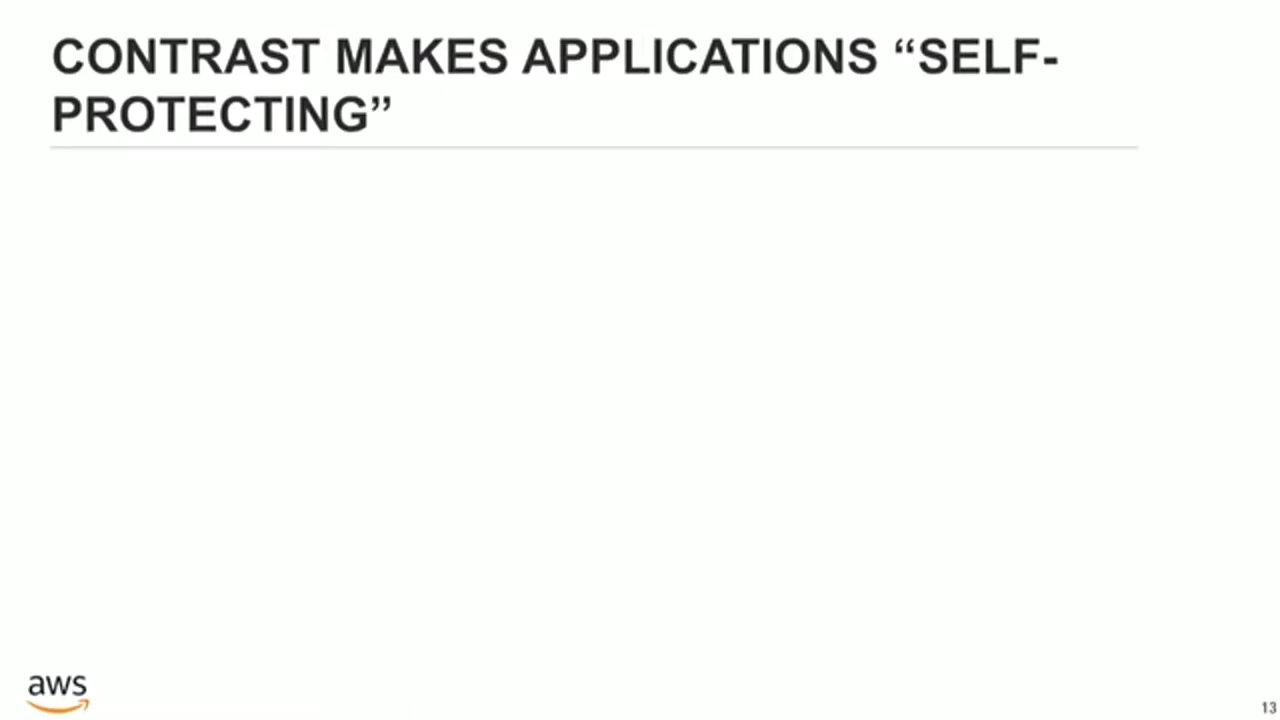 CONTRAST MAKES APPLICATIONS “SELF-
PROTECTING”
aws
13